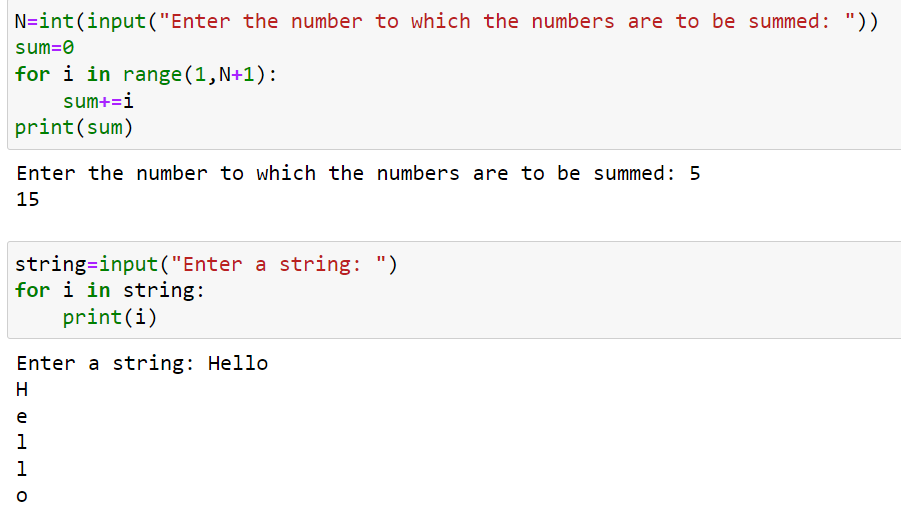 N=int(input("Enter the number to which the numbers are to be summed: "))
sum=0
for i in range(1,N+1):
    sum+=i
print(sum)
Enter the number to which the numbers are to be summed: 5
15
string=input("Enter a string: ")
for i in string:
    print(i)
Enter a string: Hello
H
e
l
l
o